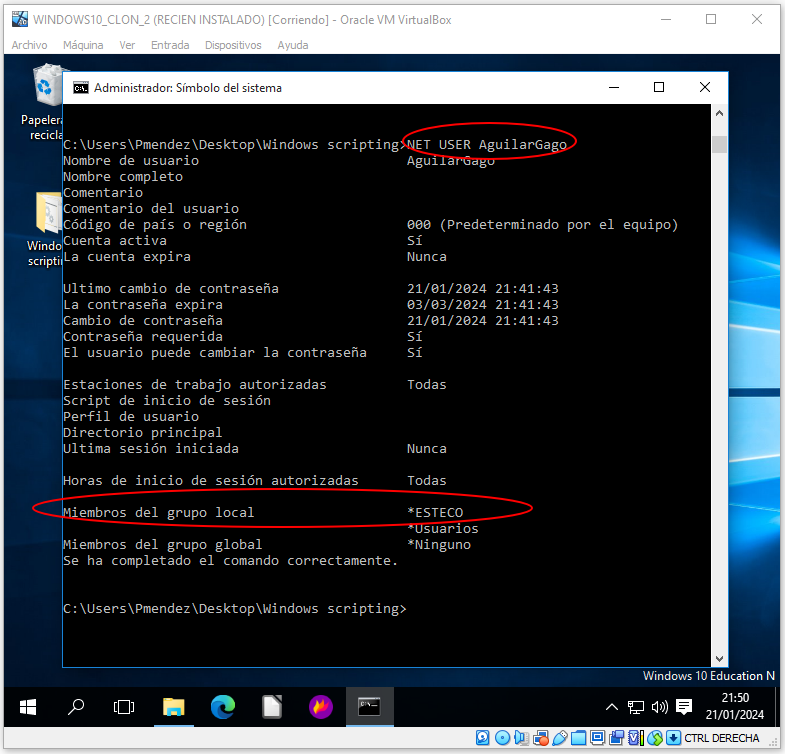 WINDOWS10_CLON_2 (RECIEN INSTALADO) [Corriendo] - Oracle VM VirtualBox
Archivo Máquina Ver Entrada Dispositivos Ayuda
Administrador: Símbolo del sistema
C:\Users\Pmendez\Desktop\Windows scripting>NET USER AguilarGago
Nombre de usuario AguilarGago
Nombre completo
Comentario
Comentario del usuario
Código de país o región 000 (Predeterminado por el equipo)
Cuenta activa Sí
La cuenta expira Nunca
Ultimo cambio de contraseña 21/01/2024 21:41:43
La contraseña expira 03/03/2024 21:41:43
Cambio de contraseña 21/01/2024 21:41:43
Contraseña requerida Sí
El usuario puede cambiar la contraseña Sí
Estaciones de trabajo autorizadas Todas
Script de inicio de sesión
Perfil de usuario
Directorio principal
Ultima sesión iniciada Nunca
Horas de inicio de sesión autorizadas Todas
Miembros del grupo local *ESTECO
*Usuarios
Miembros del grupo global *Ninguno
Se ha completado el comando correctamente.
C:\Users\Pmendez\Desktop\Windows scripting>
Papelera
recicla
Windo
scripti
Windows 10 Education N
21:50
21/01/2024
CTRL DERECHA